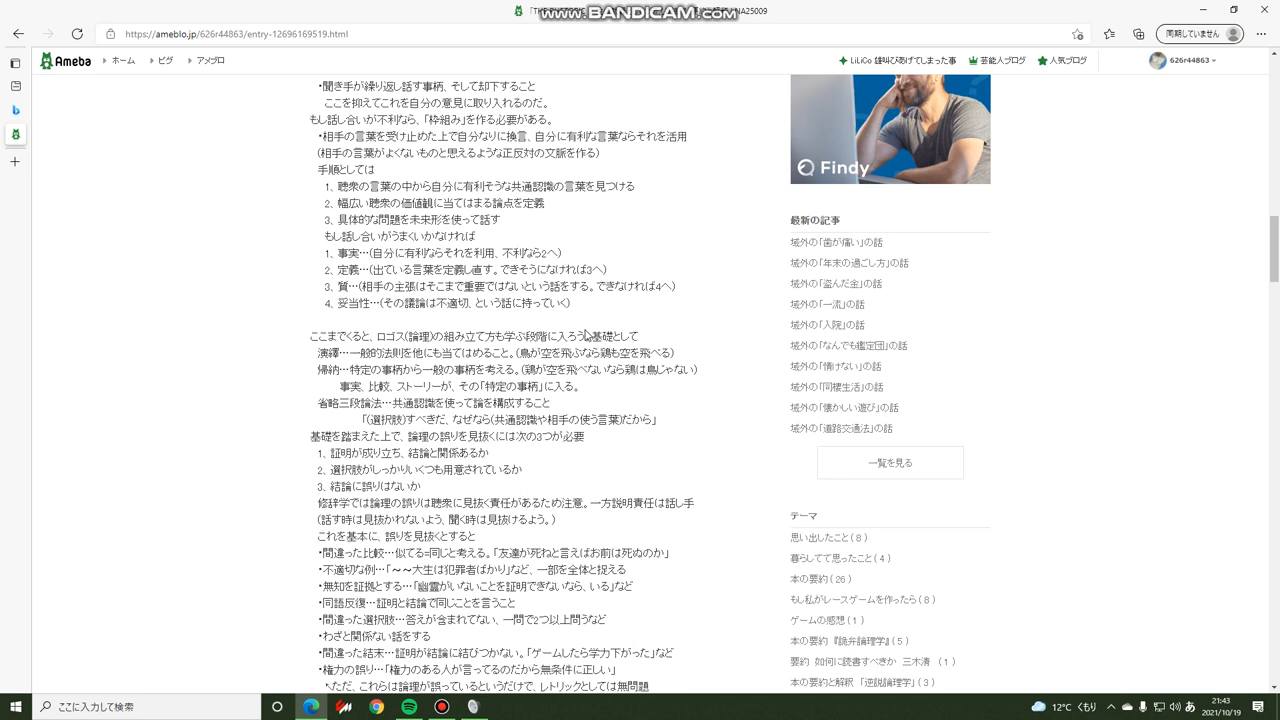 www.BANDICAM.com
NA25009
https://ameblo.jp/626r44863/entry-12696169519.html
同期していません
Ameba
ホーム
ピグ
アメブロ
LiLiCo 雄叫びあげてしまった事
芸能人ブログ
人気ブログ
626r44863
・聞き手が繰り返し話す事柄、そして却下すること
ここを抑えてこれを自分の意見に取り入れるのだ。
もし話し合いが不利なら、「枠組み」を作る必要がある。
・相手の言葉を受け止めた上で自分なりに換言、自分に有利な言葉ならそれを活用
(相手の言葉がよくないものと思えるような正反対の文脈を作る)
手順としては
1、聴衆の言葉の中から自分に有利そうな共通認識の言葉を見つける
2、幅広い聴衆の価値観に当てはまる論点を定義
3、具体的な問題を未来形を使って話す
もし話し合いがうまくいかなければ
1、事実…(自分に有利ならそれを利用、不利なら2へ)
2、定義…(出ている言葉を定義し直す。できそうになければ3へ)
3、質…(相手の主張はそこまで重要ではないという話をする。できなければ4へ)
4、妥当性…(その議論は不適切、という話に持っていく)
ここまでくると、ロゴス(論理)の組み立て方も学ぶ段階に入ろう。基礎として
演繹…一般的法則を他にも当てはめること。(鳥が空を飛ぶなら鶏も空を飛べる)
帰納…特定の事柄から一般の事柄を考える。(鶏が空を飛べないなら鶏は鳥じゃない)
事実、比較、ストーリーが、その「特定の事柄」に入る。
省略三段論法…共通認識を使って論を構成すること
「(選択肢)すべきだ、なぜなら(共通認識や相手の使う言葉)だから」
基礎を踏まえた上で、論理の誤りを見抜くには次の3つが必要
1、証明が成り立ち、結論と関係あるか
2、選択肢がしっかりいくつも用意されているか
3、結論に誤りはないか
修辞学では論理の誤りは聴衆に見抜く責任があるため注意。一方説明責任は話し手
(話す時は見抜かれないよう、聞く時は見抜けるよう。)
これを基本に、誤りを見抜くとすると
・間違った比較…似てる=同じと考える。「友達が死ねと言えばお前は死ぬのか」
・不適切な例…「～～大生は犯罪者ばかり」など、一部を全体と捉える
・無知を証拠とする…「幽霊がいないことを証明できないなら、いる」など
・同語反復…証明と結論で同じことを言うこと
・間違った選択肢…答えが含まれてない、一問で2つ以上問うなど
・わざと関係ない話をする
・間違った結末…証明が結論に結びつかない。「ゲームしたら学力下がった」など
・権力の誤り…「権力のある人が言ってるのだから無条件に正しい」
↖ただ、これらは論理が誤っているというだけで、レトリックとしては無問題
Findy
最新の記事
域外の「歯が痛い」の話
域外の「年末の過ごし方」の話
域外の「盗んだ金」の話
域外の「一流」の話
域外の「入院」の話
域外の「なんでも鑑定団」の話
域外の「情けない」の話
域外の「同棲生活」の話
域外の「懐かしい遊び」の話
域外の「道路交通法」の話
一覧を見る
テーマ
思い出したこと ( 8 )
暮らしてて思ったこと ( 4 )
本の要約 ( 26 )
もし私がレースゲームを作ったら ( 8 )
ゲームの感想 ( 1 )
本の要約 『詭弁論理学』 ( 5 )
要約 如何に読書すべきか 三木清 ( 1 )
本の要約と解釈 「逆説論理学」 ( 3 )
ここに入力して検索
12°C くもり
あ
21:43
2021/10/19